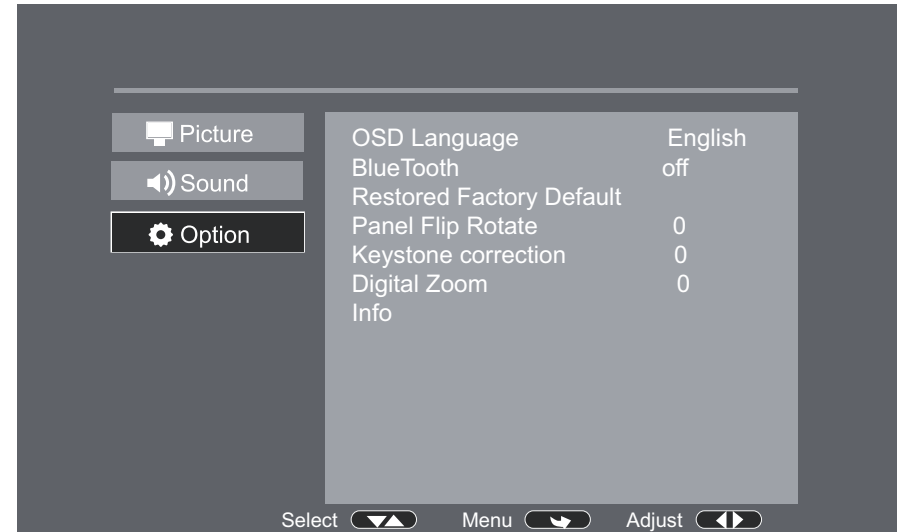 Picture
Sound
Option
OSD Language English
BlueTooth off
Restored Factory Default
Panel Flip Rotate 0
Keystone correction 0
Digital Zoom 0
Info
Select Menu Adjust